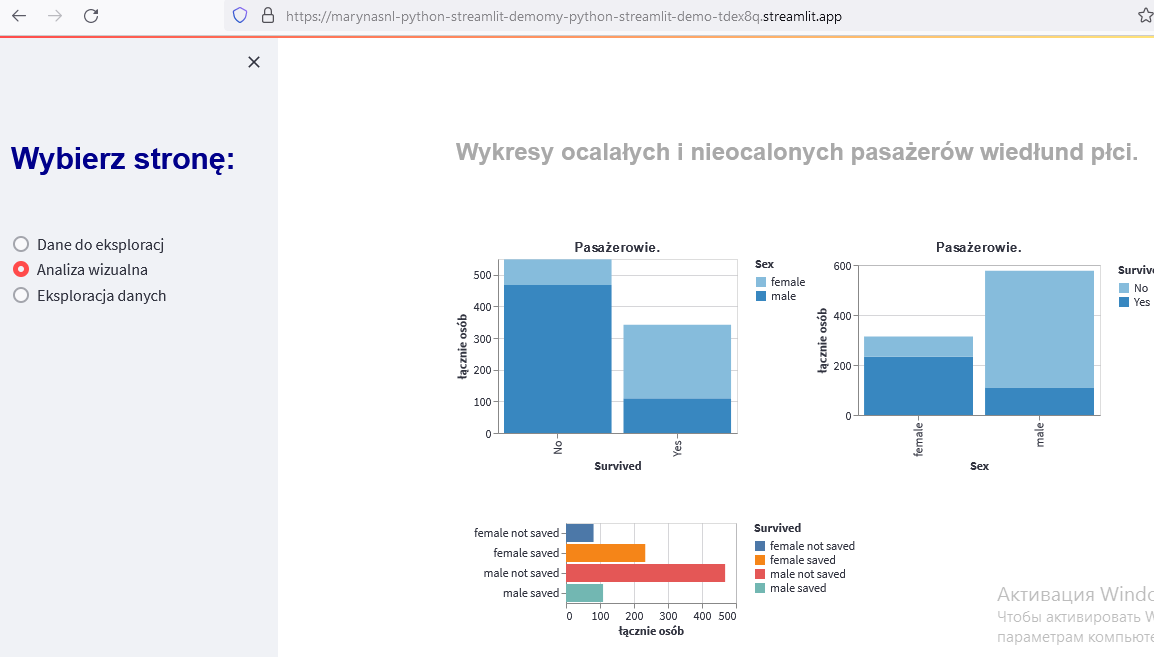 https://marynasnl-python-streamlit-demomy-python-streamlit-demo-tdex8q.streamlit.app
Wybierz stronę:
Dane do eksploracj
Analiza wizualna
Eksploracja danych
Wykresy ocalałych i nieocalonych pasażerów wiedłund płci.
Pasażerowie.
łącznie osób
500
400
300
200
100
0
No
Yes
Survived
Sex
female
male
Pasażerowie.
łącznie osób
600
400
200
0
female
male
Sex
Survive
No
Yes
female not saved
female saved
male not saved
male saved
0 100 200 300 400 500
łącznie osób
Survived
female not saved
female saved
male not saved
male saved
Активация Windo
Чтобы активировать W
параметрам компьюте